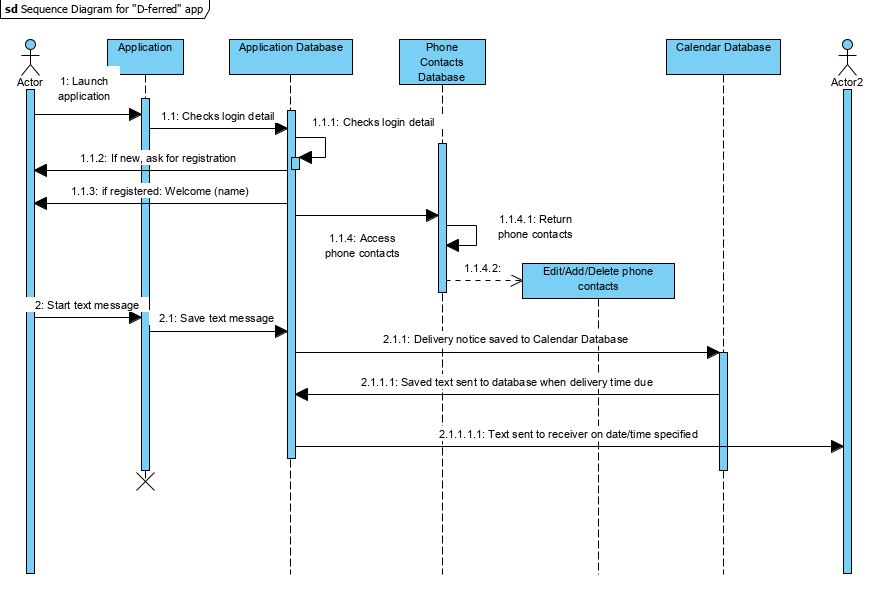 sd Sequence Diagram for "D-ferred" app
Actor
Application
Application Database
Phone
Contacts
Database
Calendar Database
Actor2
1: Launch
application
1.1: Checks login detail
1.1.1: Checks login detail
1.1.2: If new, ask for registration
1.1.3: if registered: Welcome (name)
1.1.4: Access
phone contacts
1.1.4.1: Return
phone contacts
1.1.4.2:
Edit/Add/Delete phone
contacts
2: Start text message
2.1: Save text message
2.1.1: Delivery notice saved to Calendar Database
2.1.1.1: Saved text sent to database when delivery time due
2.1.1.1.1: Text sent to receiver on date/time specified